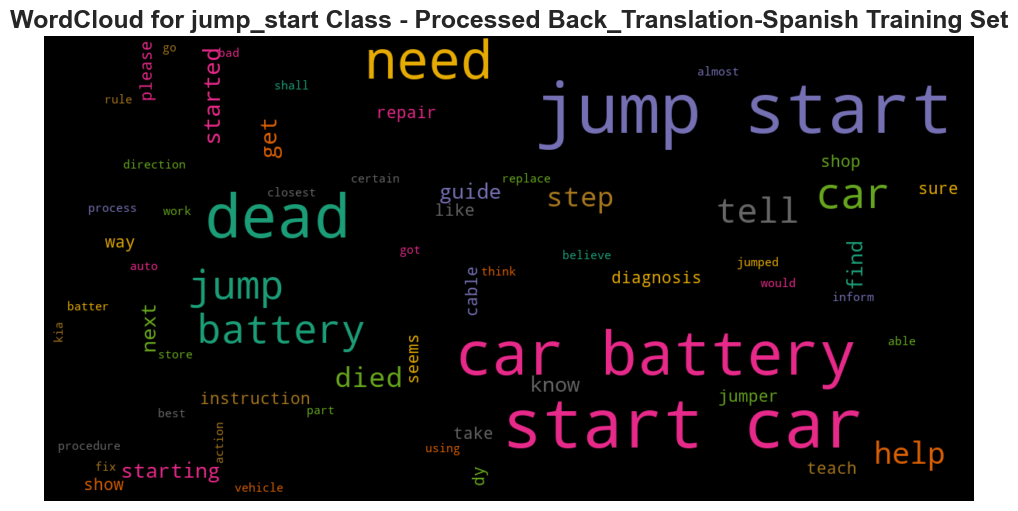 WordCloud for jump_start Class - Processed Back_Translation-Spanish Training Set
go
bad
please
started
need
almost
shall
rule
jump start
repair
get
direction
shop
closest
certain
guide
replace
step
car
sure
process
work
dead
like
tell
way
got
believe
find
auto
jump
think
cable
diagnosis
jumped
would
inform
batter
next
kia
battery
seems
car battery
able
store
died
know
instruction
part
best
start car
jumper
procedure
action
using
take
help
fix
starting
dy
teach
show
vehicle